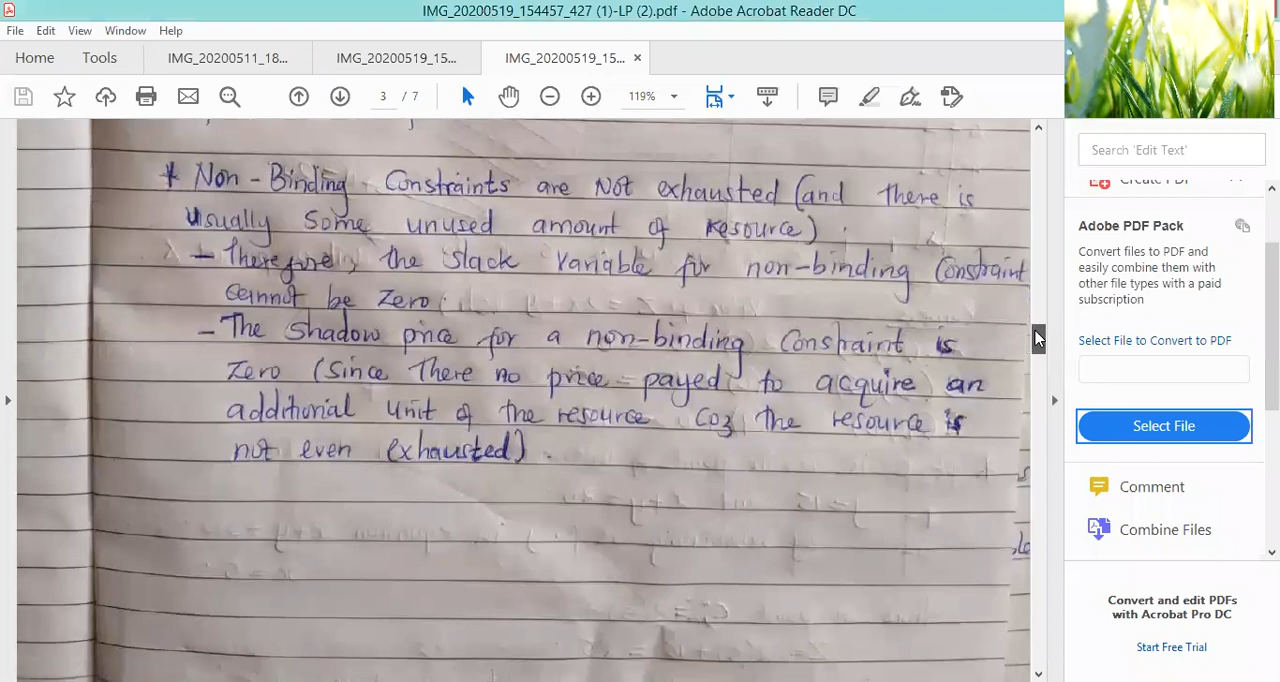 IMG_20200519_154457_427 (1)-LP (2).pdf - Adobe Acrobat Reader DC
File Edit View Window Help
Home Tools IMG_20200511_18... IMG_20200519_15... IMG_20200519_15... ×
3 / 7 119%
Search 'Edit Text'
* Non-Binding Constraints are Not exhausted (and there is
usually some unused amount of resource).
- Therefore, the slack variable for non-binding Constraint
cannot be zero.
- The shadow price for a non-binding Constraint is
zero (since There no price payed to acquire an
additional unit of the resource coz the resource is
not even exhausted).
Adobe PDF Pack
Convert files to PDF and
easily combine them with
other file types with a paid
subscription
Select File to Convert to PDF
Select File
Comment
Combine Files
Convert and edit PDFs
with Acrobat Pro DC
Start Free Trial